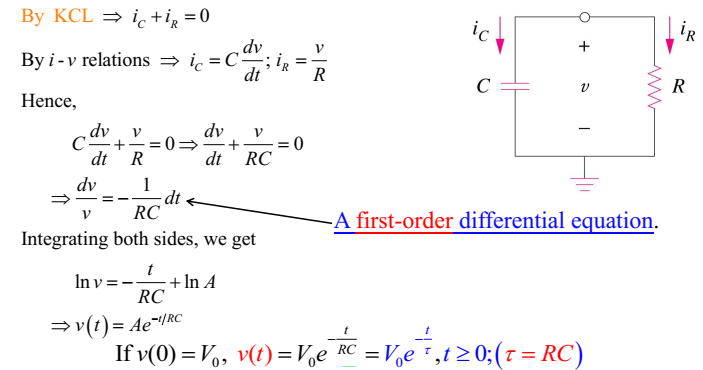 By KCL ⇒ i_C + i_R = 0
By i - v relations ⇒ i_C = C dv/dt; i_R = v/R
Hence,
C dv/dt + v/R = 0 ⇒ dv/dt + v/RC = 0
⇒ dv/v = − 1/RC dt
A first-order differential equation.
Integrating both sides, we get
ln v = − t/RC + ln A
⇒ v(t) = Ae^{-t/RC}
If v(0) = V_0, v(t) = V_0 e^{-t/RC} = V_0 e^{-t/τ}, t ≥ 0; (τ = RC)
i_C
i_R
+
C
v
R
−